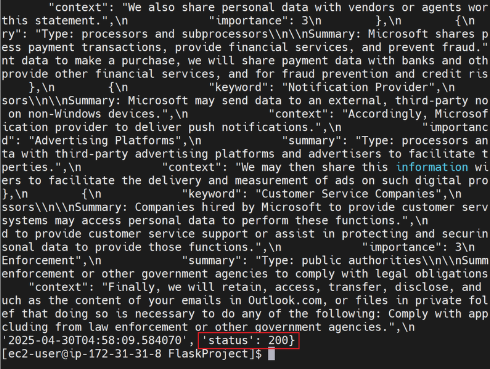 "context": "We also share personal data with vendors or agents wor
this statement.",\n            "importance": 3\n        },\n        {\n
ry": "Type: processors and subprocessors\\n\\nSummary: Microsoft shares p
ess payment transactions, provide financial services, and prevent fraud."
nt data to make a purchase, we will share payment data with banks and oth
provide other financial services, and for fraud prevention and credit ris
},\n        {\n            "keyword": "Notification Provider",\n
sors\\n\\nSummary: Microsoft may send data to an external, third-party no
on non-Windows devices.",\n            "context": "Accordingly, Microsof
ication provider to deliver push notifications.",\n            "importanc
d": "Advertising Platforms",\n            "summary": "Type: processors an
ta with third-party advertising platforms and advertisers to facilitate t
perties.",\n            "context": "We may then share this information wi
ers to facilitate the delivery and measurement of ads on such digital pro
},\n        {\n            "keyword": "Customer Service Companies",\n
ssors\\n\\nSummary: Companies hired by Microsoft to provide customer serv
systems may access personal data to perform these functions.",\n
d to provide customer service support or assist in protecting and securin
sonal data to provide those functions.",\n            "importance": 3\n
Enforcement",\n            "summary": "Type: public authorities\\n\\nSumm
enforcement or other government agencies to comply with legal obligations
"context": "Finally, we will retain, access, transfer, disclose, and
uch as the content of your emails in Outlook.com, or files in private fol
ef that doing so is necessary to do any of the following: Comply with app
cluding from law enforcement or other government agencies.",\n
'2025-04-30T04:58:09.584070', 'status': 200}
[ec2-user@ip-172-31-31-8 FlaskProject]$